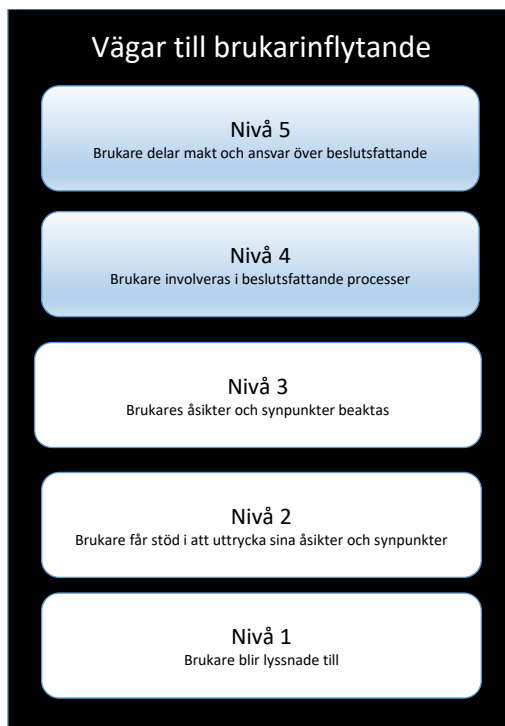 Vägar till brukarinflytande
Nivå 5
Brukare delar makt och ansvar över beslutsfattande
Nivå 4
Brukare involveras i beslutsfattande processer
Nivå 3
Brukares åsikter och synpunkter beaktas
Nivå 2
Brukare får stöd i att uttrycka sina åsikter och synpunkter
Nivå 1
Brukare blir lyssnade till